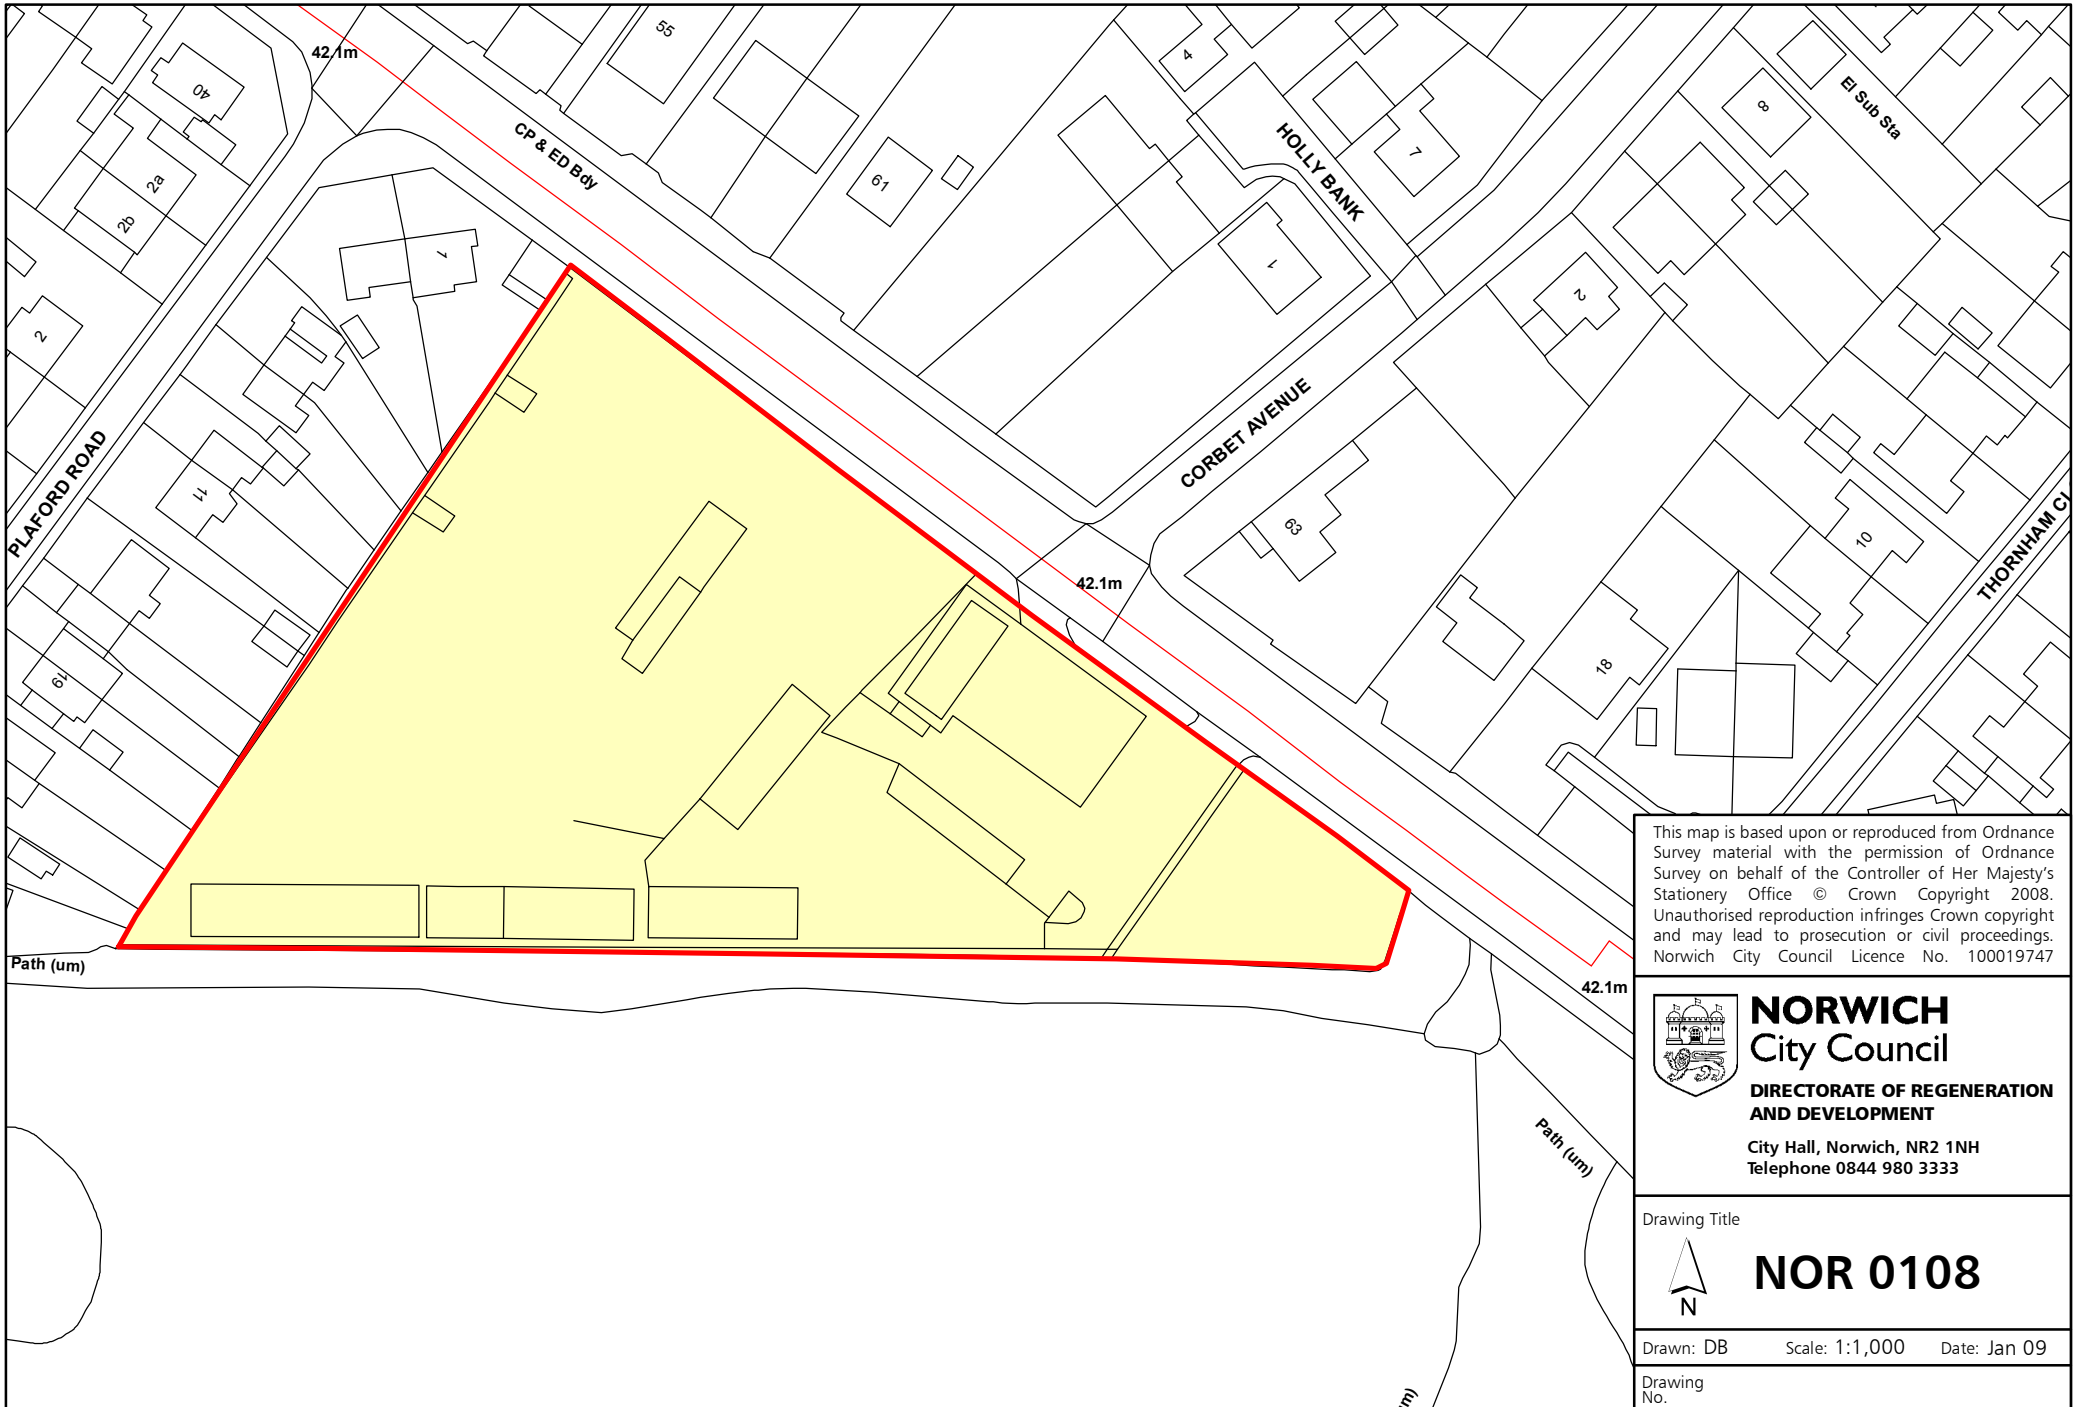 42.1m
55
4
40
CP & ED Bdy
61
HOLLY BANK
7
8
El Sub Sta
2a
2b
1
1
2
2
PLAFORD ROAD
11
CORBET AVENUE
63
10
THORNHAM Cl
42.1m
18
19
Path (um)
42.1m
Path (um)
um)
This map is based upon or reproduced from Ordnance
Survey material with the permission of Ordnance
Survey on behalf of the Controller of Her Majesty's
Stationery Office © Crown Copyright 2008.
Unauthorised reproduction infringes Crown copyright
and may lead to prosecution or civil proceedings.
Norwich City Council Licence No. 100019747
NORWICH
City Council
DIRECTORATE OF REGENERATION
AND DEVELOPMENT
City Hall, Norwich, NR2 1NH
Telephone 0844 980 3333
Drawing Title
N
NOR 0108
Drawn: DB Scale: 1:1,000 Date: Jan 09
Drawing
No.